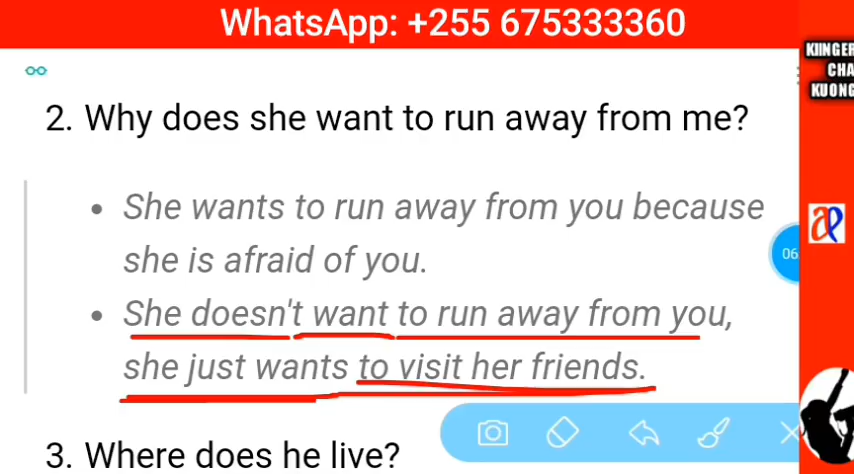 WhatsApp: +255 675333360
2. Why does she want to run away from me?
• She wants to run away from you because
she is afraid of you.
• She doesn't want to run away from you,
she just wants to visit her friends.
3. Where does he live?
06